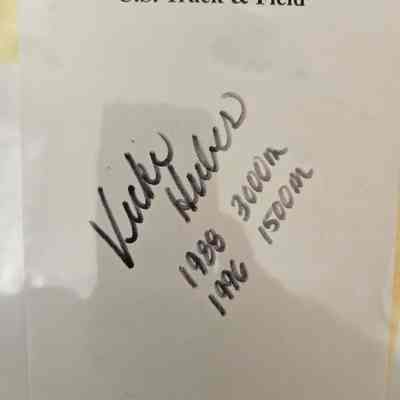 U.S. Track & Field
Vicki
Huber
1988 3000m
1996 1500m